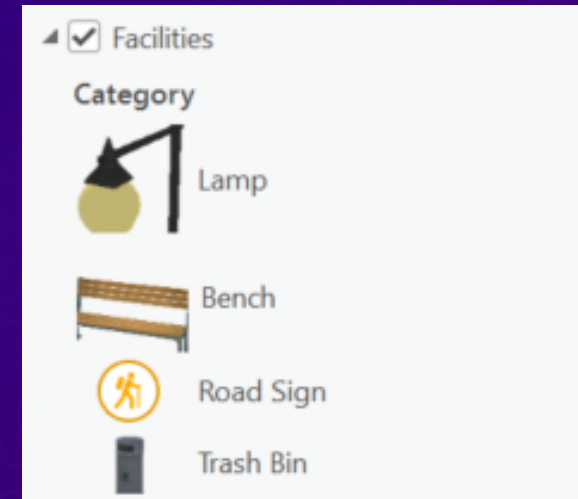 Facilities
Category
Lamp
Bench
Road Sign
Trash Bin